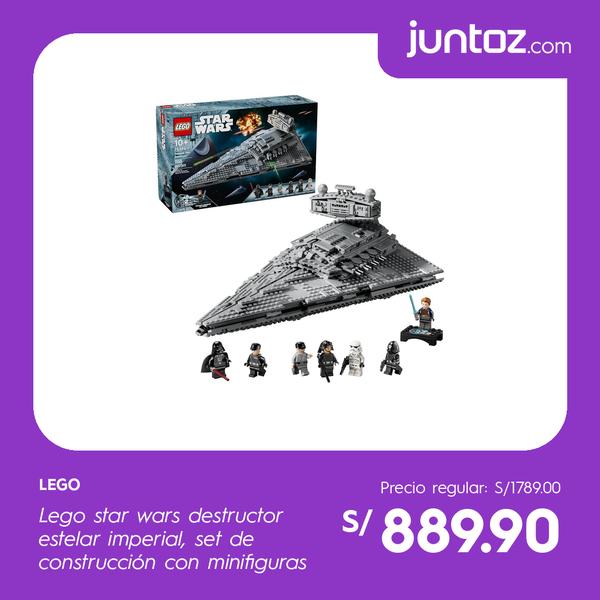 juntoz.com
LEGO
STAR
WARS
10+
LEGO
Precio regular: S/1789.00
Lego star wars destructor
estelar imperial, set de
construcción con minifiguras
S/ 889.90